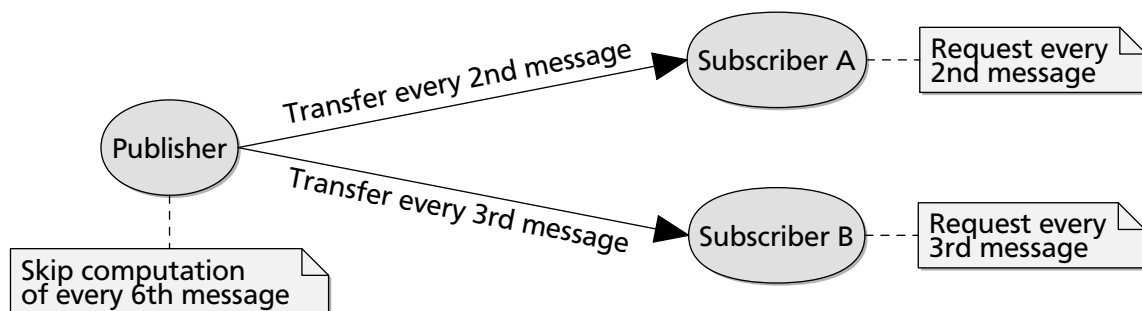 Publisher
Skip computation
of every 6th message
Transfer every 2nd message
Transfer every 3rd message
Subscriber A
Request every
2nd message
Subscriber B
Request every
3rd message